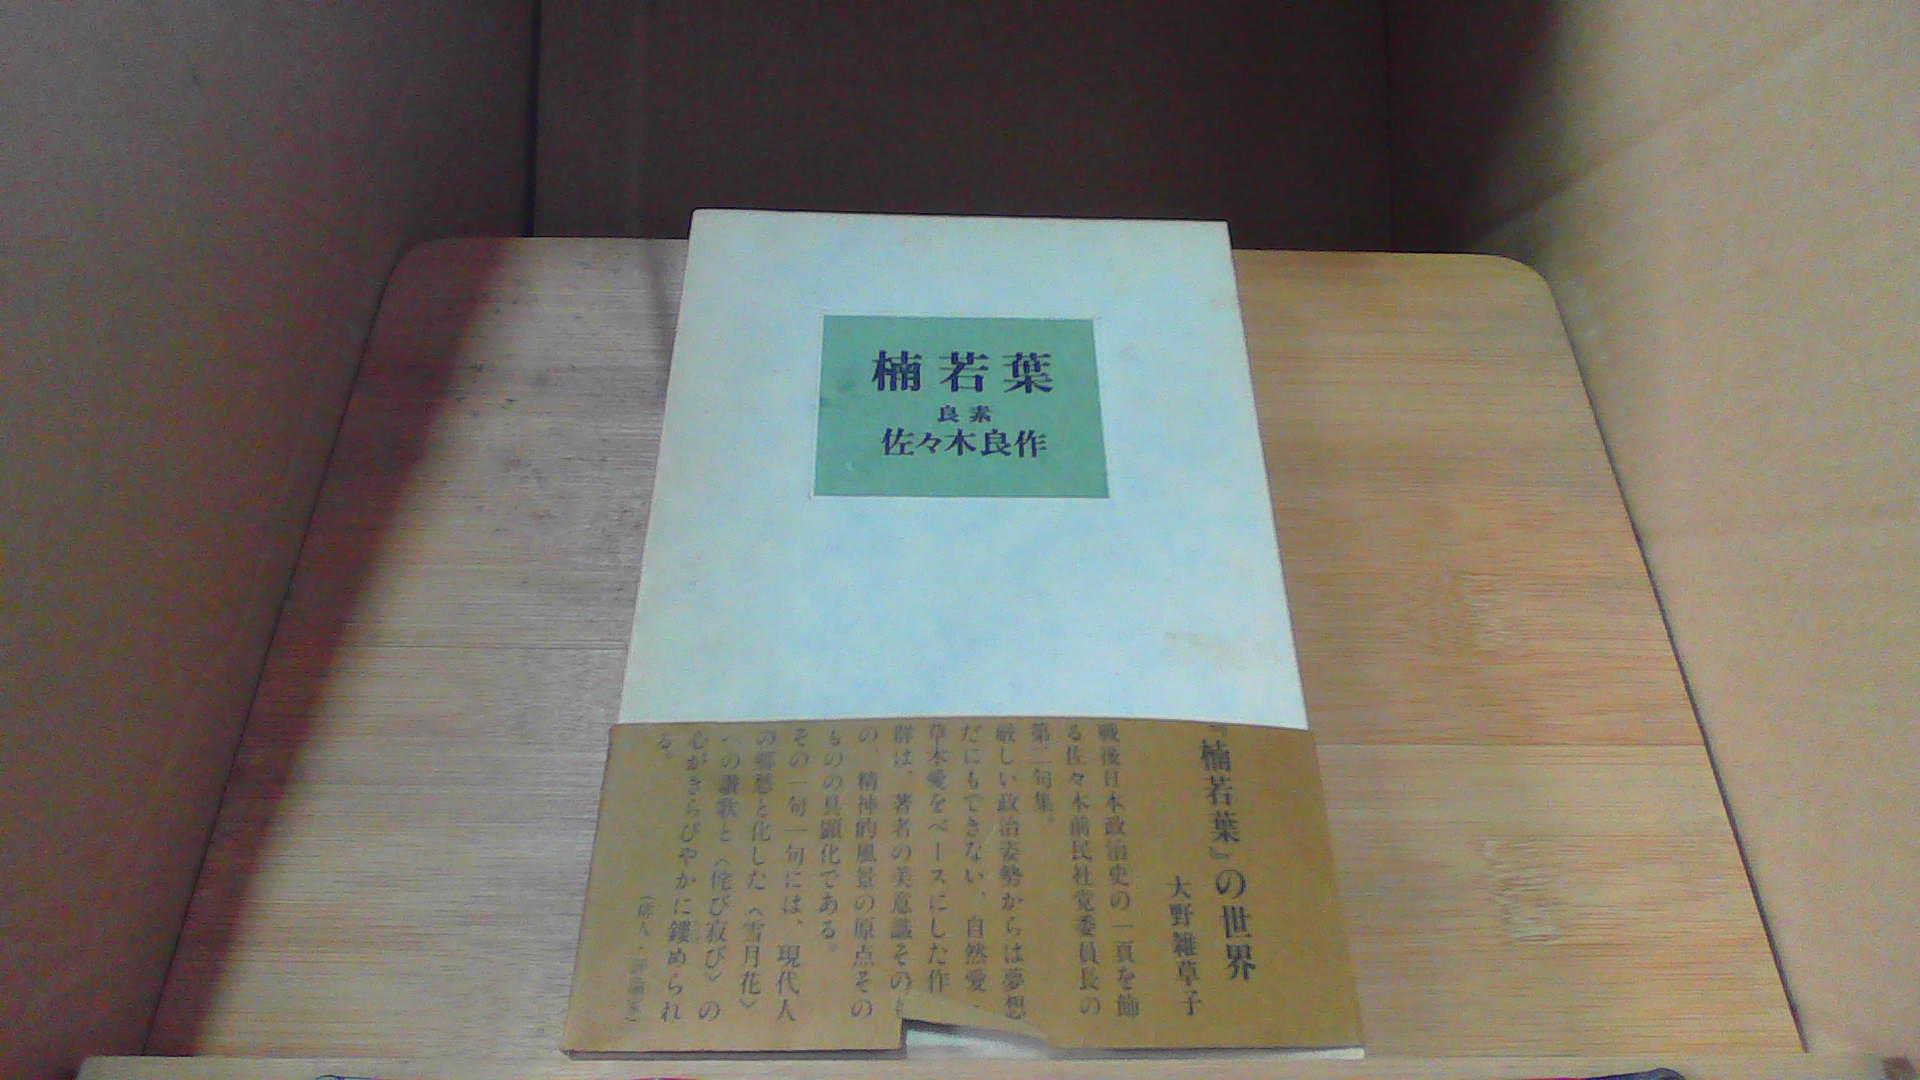 楠若葉
良素
佐々木良作
『楠若葉』の世界
大野雑草子
戦後日本政治史の一頁を飾
る佐々木前民社党委員長の
第二句集。
厳しい政治姿勢からは夢想
だにもできない、自然愛・
草木愛をベースにした作
群は、著者の美意識そのも
の、精神的風景の原点その
ものの具顕化である。
その一句一句には、現代人
の郷愁と化した〈雪月花〉
への讃歌と〈侘び寂び〉の
心がきらびやかに鏤められ
る。
(俳人・評論家)